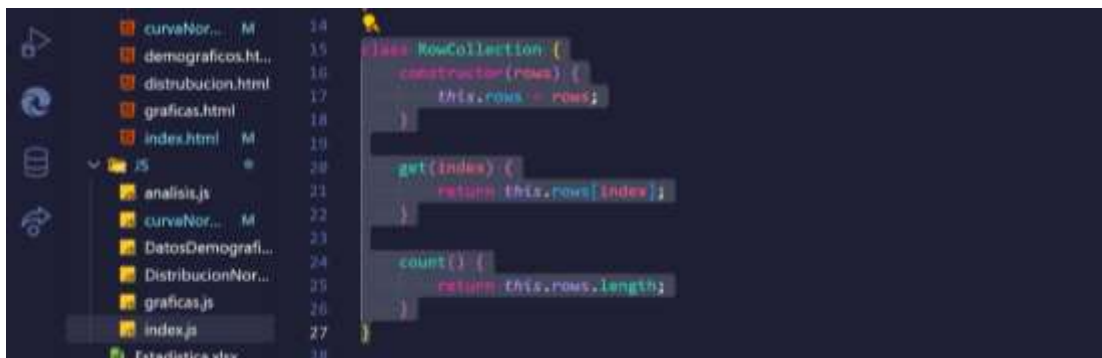 curvaNor... M
demograficos.ht...
distrubucion.html
graficas.html
index.html M
JS
analisis.js
curvaNor... M
DatosDemografi...
DistribucionNor...
graficas.js
index.js
Estadistica.xlsx
14
15 class RowCollection {
16 constructor(rows) {
17 this.rows = rows;
18 }
19
20 get(index) {
21 return this.rows[index];
22 }
23
24 count() {
25 return this.rows.length;
26 }
27 }
28